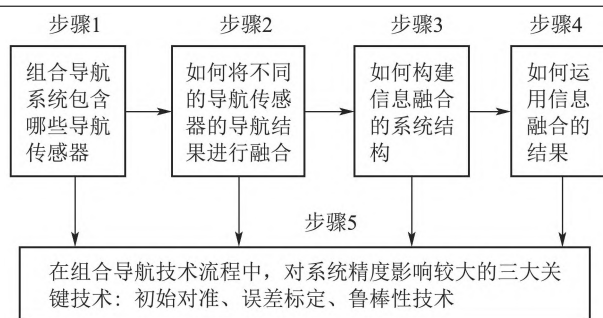 步骤1
步骤2
步骤3
步骤4
组合导航
系统包含
哪些导航
传感器
如何将不同
的导航传感
器的导航结
果进行融合
如何构建
信息融合
的系统结
构
如何运
用信息
融合的
结果
步骤5
在组合导航技术流程中，对系统精度影响较大的三大关
键技术：初始对准、误差标定、鲁棒性技术